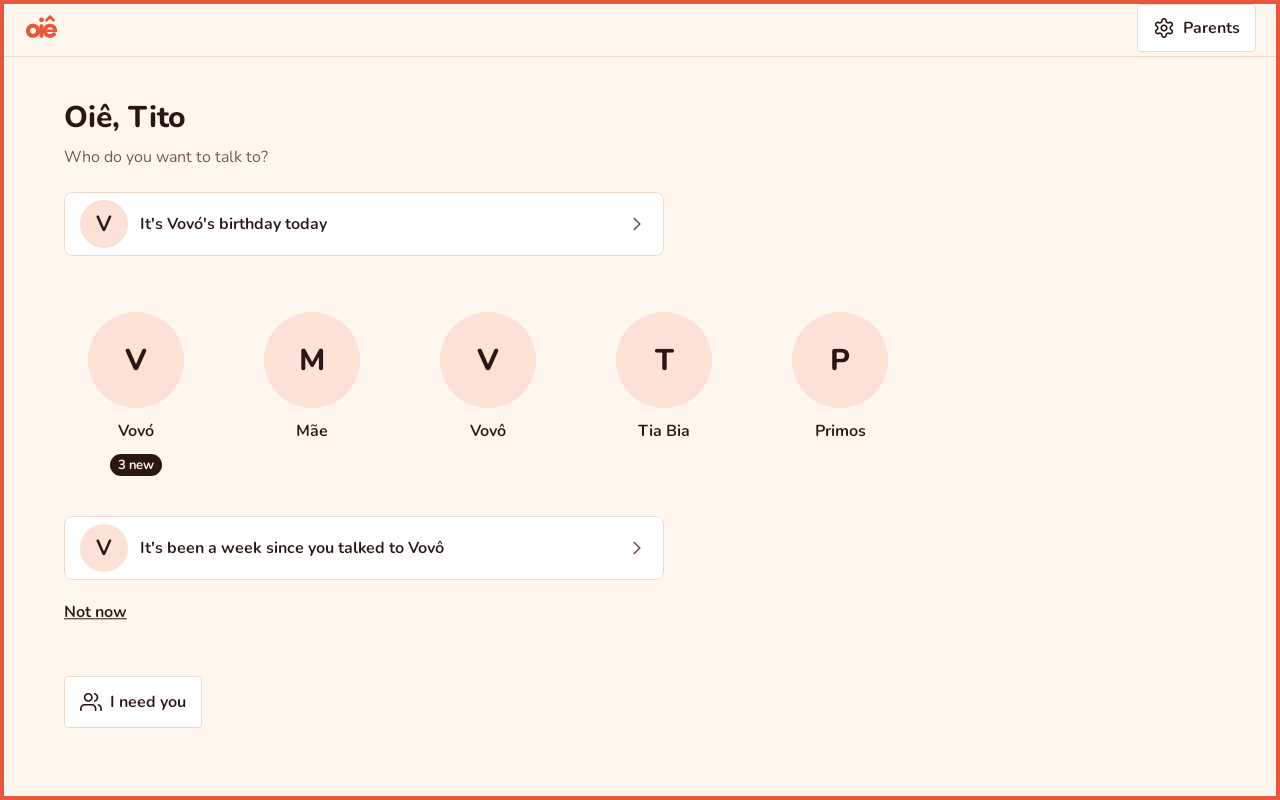 oiê
Parents
Oiê, Tito
Who do you want to talk to?
V
It's Vovó's birthday today
V
M
V
T
P
Vovó
Mãe
Vovô
Tia Bia
Primos
3 new
V
It's been a week since you talked to Vovô
Not now
I need you